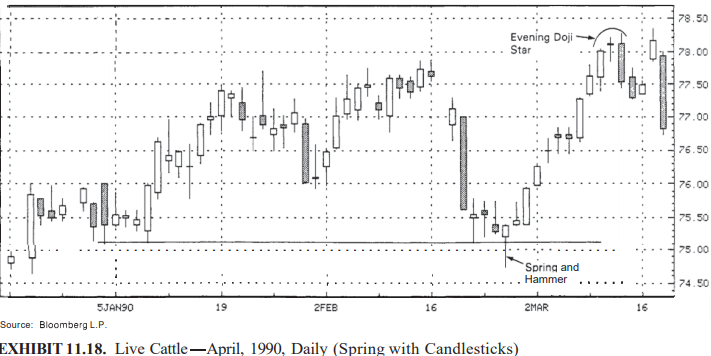 78.50
Evening Doji
Star
78.00
77.50
77.00
76.50
76.00
75.50
75.00
Spring and
Hammer
74.50
5JAN90 19 2FEB 16 2MAR 16
Source: Bloomberg L.P.
EXHIBIT 11.18. Live Cattle—April, 1990, Daily (Spring with Candlesticks)